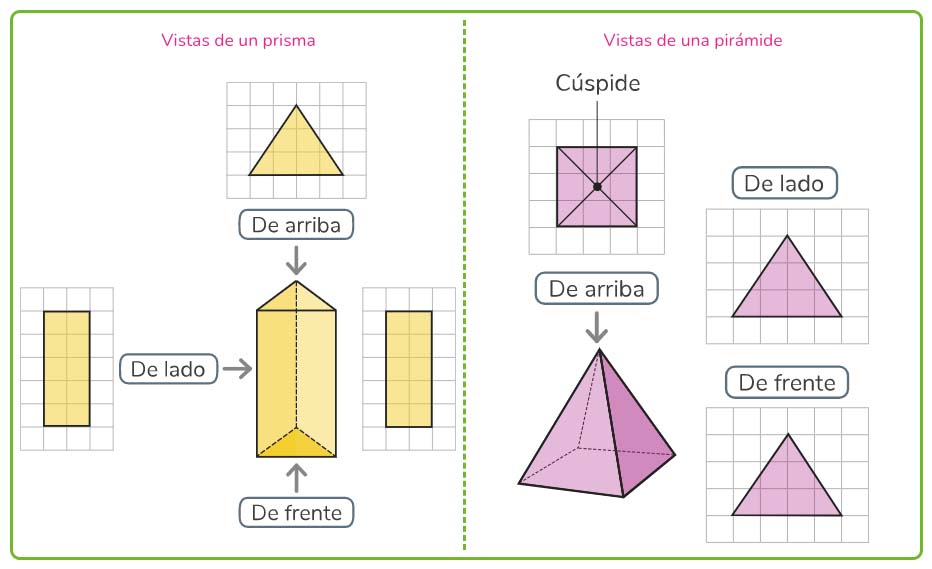 Vistas de un prisma
De arriba
De lado
De frente
Vistas de una pirámide
Cúspide
De arriba
De lado
De frente